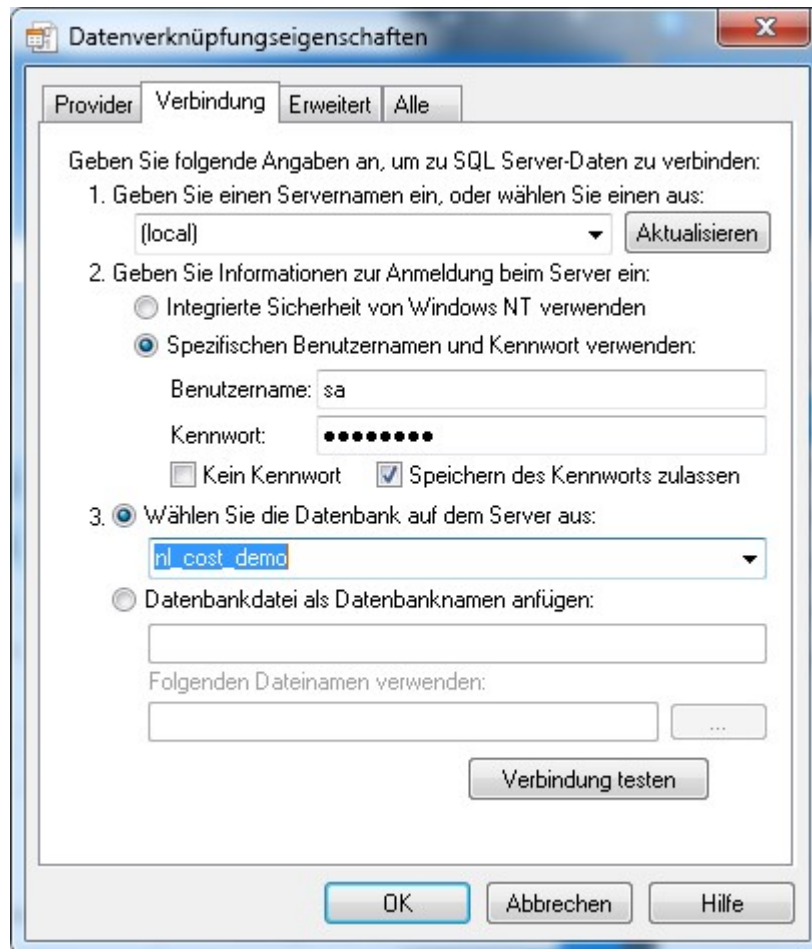 Datenverknüpfungseigenschaften
Provider Verbindung Erweitert Alle
Geben Sie folgende Angaben an, um zu SQL Server-Daten zu verbinden:
1. Geben Sie einen Servernamen ein, oder wählen Sie einen aus:
(local) Aktualisieren
2. Geben Sie Informationen zur Anmeldung beim Server ein:
Integrierte Sicherheit von Windows NT verwenden
Spezifischen Benutzernamen und Kennwort verwenden:
Benutzername: sa
Kennwort: ●●●●●●●●
Kein Kennwort Speichern des Kennworts zulassen
3. Wählen Sie die Datenbank auf dem Server aus:
nl_cost_demo
Datenbankdatei als Datenbanknamen anfügen:
Folgenden Dateinamen verwenden:
...
Verbindung testen
OK Abbrechen Hilfe